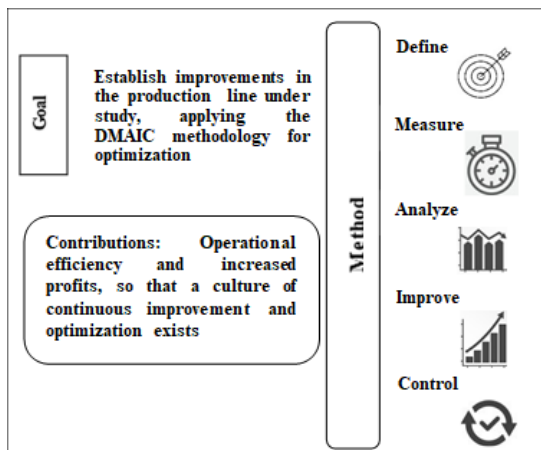 Goal
Establish improvements in
the production line under
study, applying the
DMAIC methodology for
optimization
Contributions: Operational
efficiency and increased
profits, so that a culture of
continuous improvement and
optimization exists
Method
Define
Measure
Analyze
Improve
Control